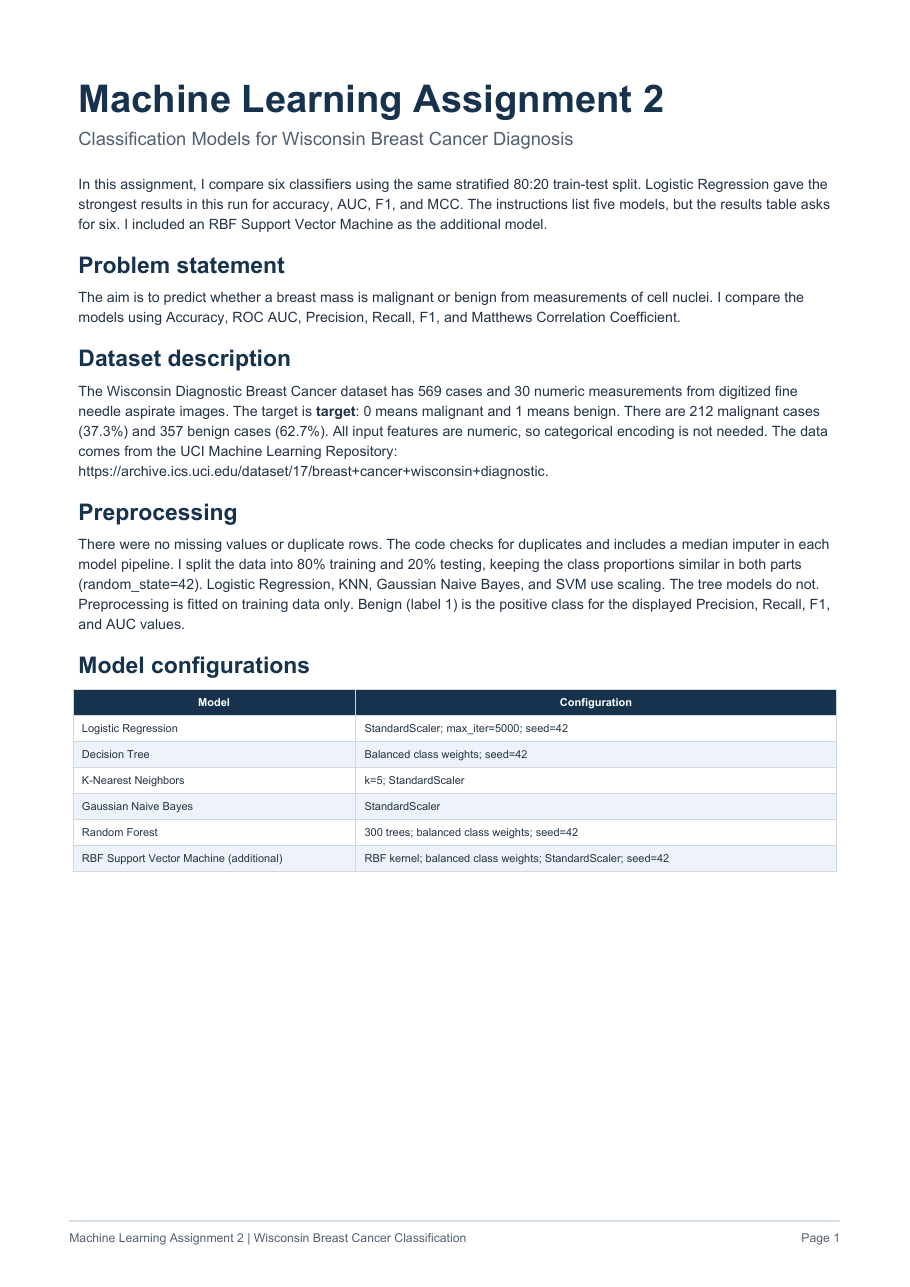 Machine Learning Assignment 2
Classification Models for Wisconsin Breast Cancer Diagnosis
In this assignment, I compare six classifiers using the same stratified 80:20 train-test split. Logistic Regression gave the
strongest results in this run for accuracy, AUC, F1, and MCC. The instructions list five models, but the results table asks
for six. I included an RBF Support Vector Machine as the additional model.
Problem statement
The aim is to predict whether a breast mass is malignant or benign from measurements of cell nuclei. I compare the
models using Accuracy, ROC AUC, Precision, Recall, F1, and Matthews Correlation Coefficient.
Dataset description
The Wisconsin Diagnostic Breast Cancer dataset has 569 cases and 30 numeric measurements from digitized fine
needle aspirate images. The target is target: 0 means malignant and 1 means benign. There are 212 malignant cases
(37.3%) and 357 benign cases (62.7%). All input features are numeric, so categorical encoding is not needed. The data
comes from the UCI Machine Learning Repository:
https://archive.ics.uci.edu/dataset/17/breast+cancer+wisconsin+diagnostic.
Preprocessing
There were no missing values or duplicate rows. The code checks for duplicates and includes a median imputer in each
model pipeline. I split the data into 80% training and 20% testing, keeping the class proportions similar in both parts
(random_state=42). Logistic Regression, KNN, Gaussian Naive Bayes, and SVM use scaling. The tree models do not.
Preprocessing is fitted on training data only. Benign (label 1) is the positive class for the displayed Precision, Recall, F1,
and AUC values.
Model configurations
Model Configuration
Logistic Regression StandardScaler; max_iter=5000; seed=42
Decision Tree Balanced class weights; seed=42
K-Nearest Neighbors k=5; StandardScaler
Gaussian Naive Bayes StandardScaler
Random Forest 300 trees; balanced class weights; seed=42
RBF Support Vector Machine (additional) RBF kernel; balanced class weights; StandardScaler; seed=42
Machine Learning Assignment 2 | Wisconsin Breast Cancer Classification Page 1